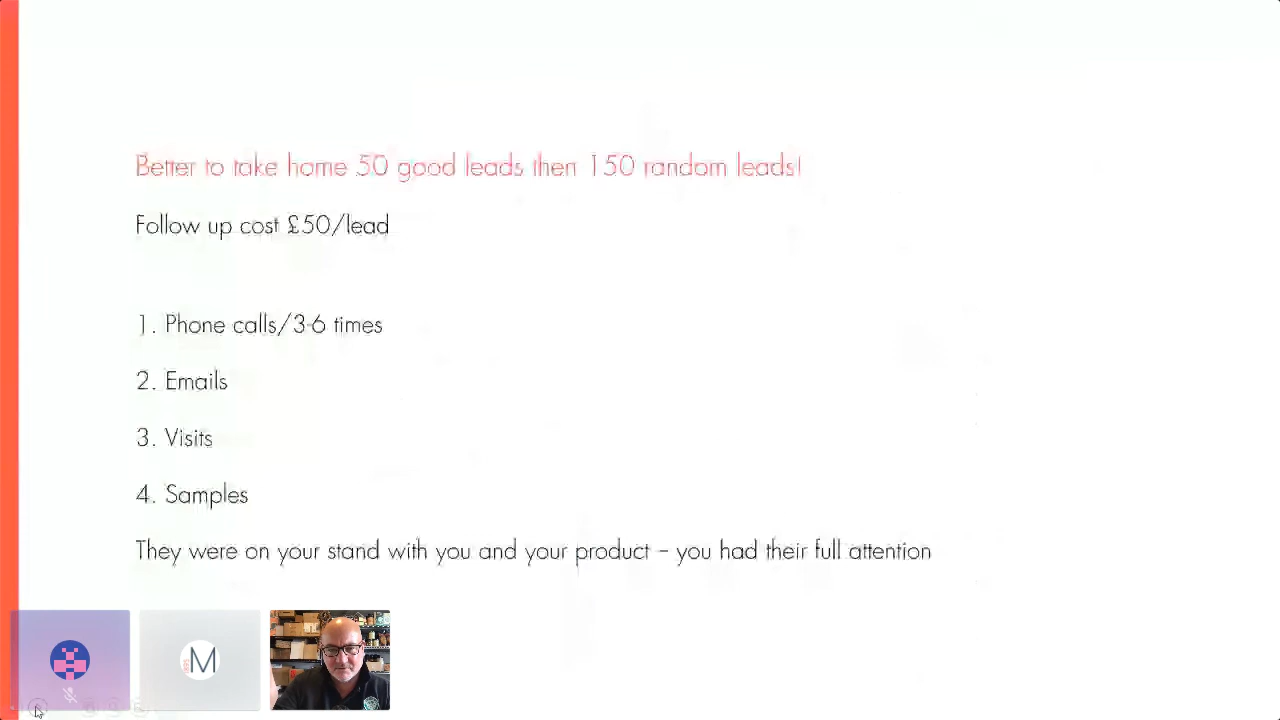 Better to take home 50 good leads then 150 random leads!
Follow up cost £50/lead
1. Phone calls/3-6 times
2. Emails
3. Visits
4. Samples
They were on your stand with you and your product – you had their full attention
M